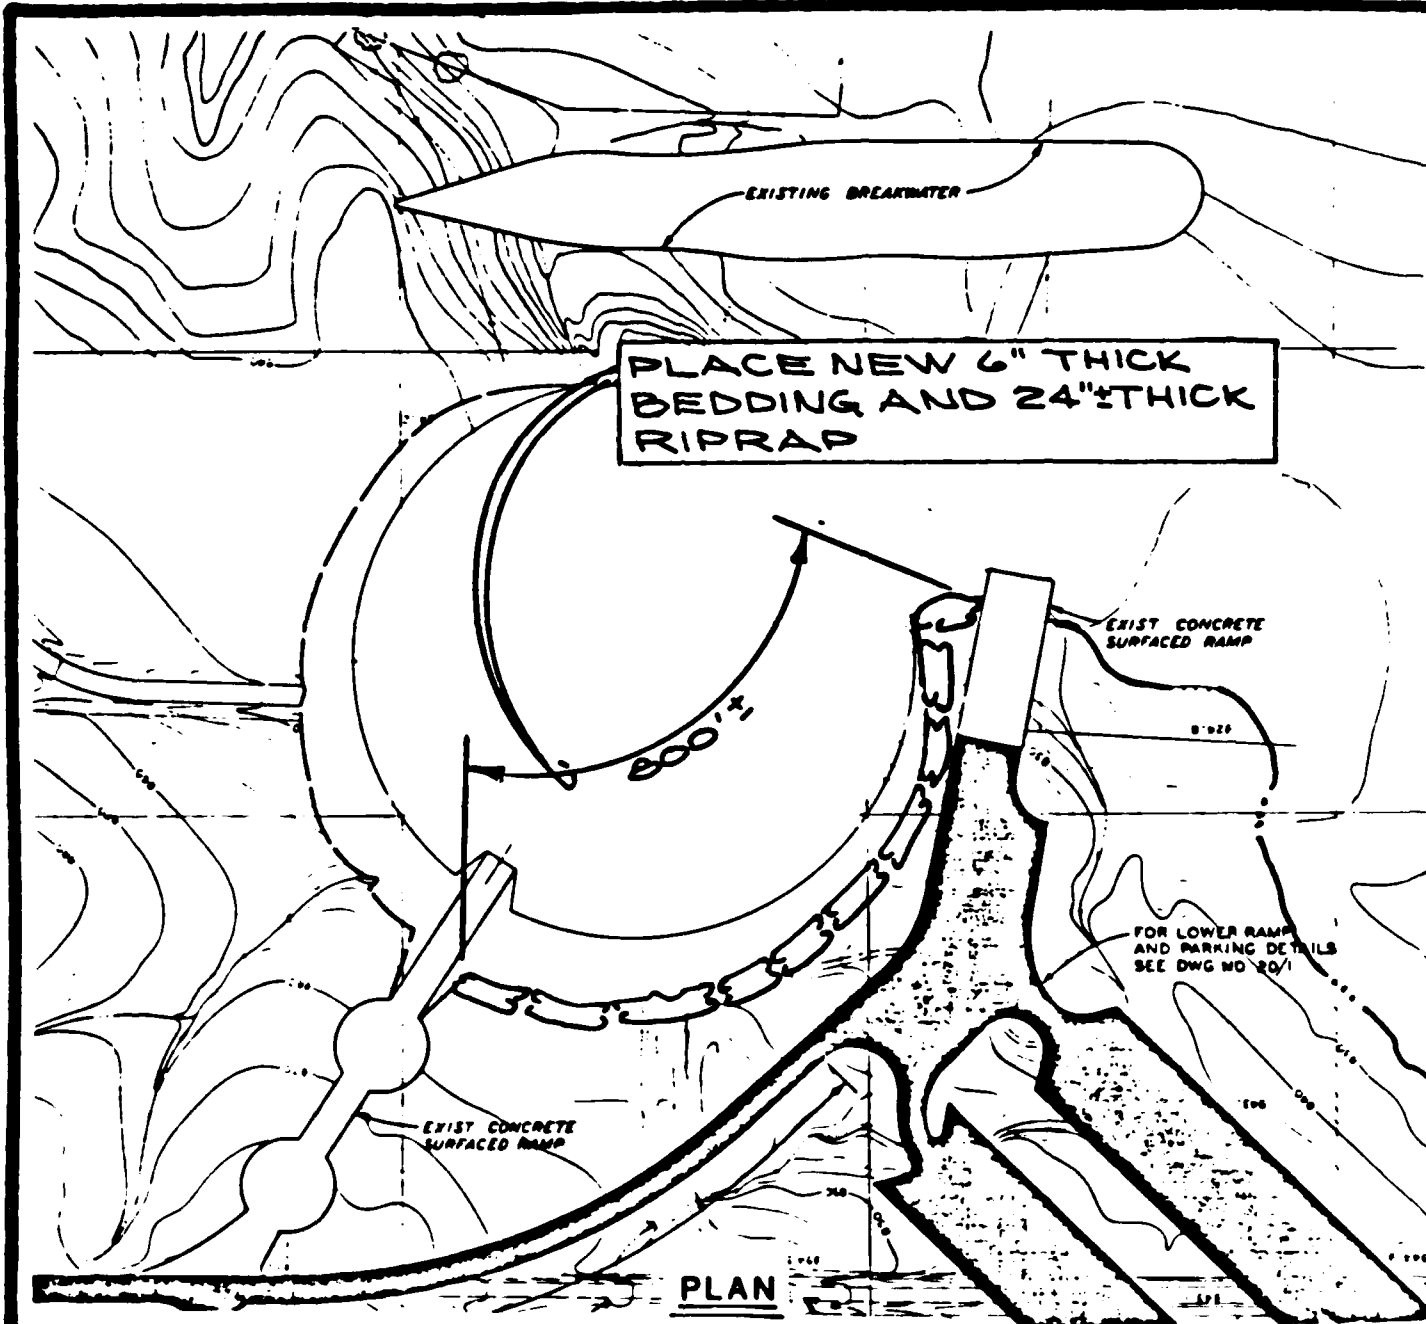 EXISTING BREAKWATER
PLACE NEW 6" THICK
BEDDING AND 24"± THICK
RIPRAP
EXIST CONCRETE
SURFACED RAMP
800'±
FOR LOWER RAMP
AND PARKING DETAILS
SEE DWG NO 20/1
EXIST CONCRETE
SURFACED RAMP
PLAN